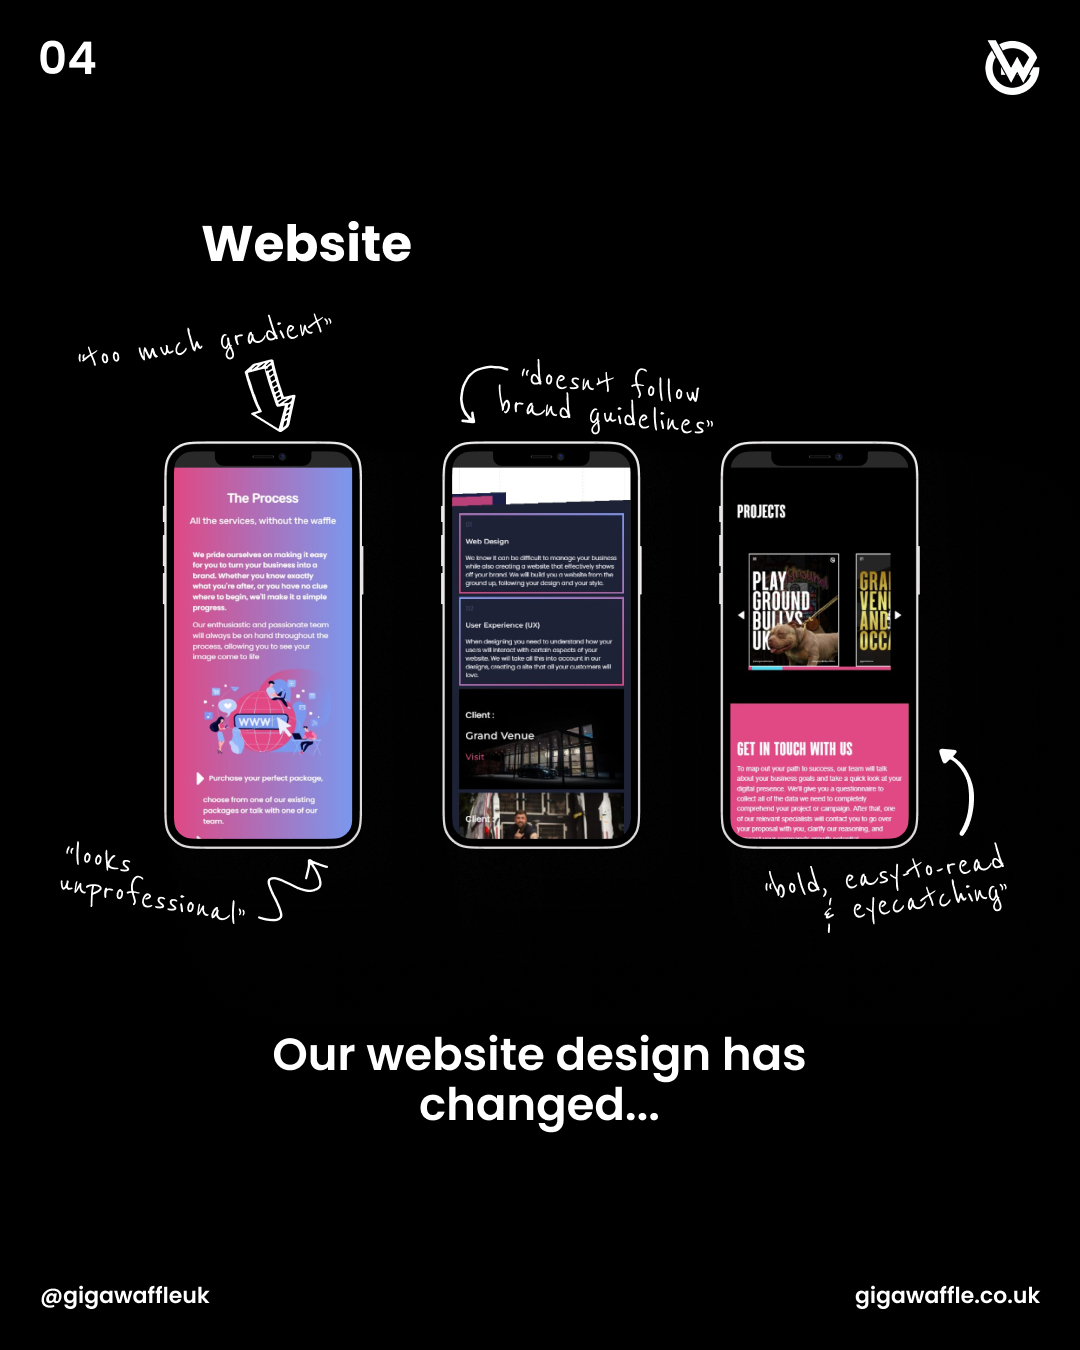 04
Website
"too much gradient"
"doesn't follow
brand guidelines"
The Process
All the services, without the waffle
We pride ourselves on making it easy
for you to turn your business into a
brand. Whether you know exactly
what you're after, or you have no clue
where to begin, we'll make it a simple
progress.
Our enthusiastic and passionate team
will always be on hand throughout the
process, allowing you to see your
image come to life
WWW
Purchase your perfect package,
choose from one of our existing
packages or talk with one of our
team.
01
Web Design
We know it can be difficult to manage your business
while also creating a website that effectively shows
off your brand. We will build you a website from the
ground up, following your design and your style.
02
User Experience (UX)
When designing you need to understand how your
users will interact with certain aspects of your
website. We will take all this into account in our
designs, creating a site that all your customers will
love.
Client :
Grand Venue
Visit
Client :
PROJECTS
PLAY
GROUND
BULLYS
UK
GRA
VEN
AND
OCC
GET IN TOUCH WITH US
To map out your path to success, our team will talk
about your business goals and take a quick look at your
digital presence. We'll give you a questionnaire to
collect all of the data we need to completely
comprehend your project or campaign. After that, one
of our relevant specialists will contact you to go over
your proposal with you, clarify our reasoning, and
"looks
unprofessional"
"bold, easy-to-read
& eyecatching"
Our website design has
changed...
@gigawaffleuk
gigawaffle.co.uk